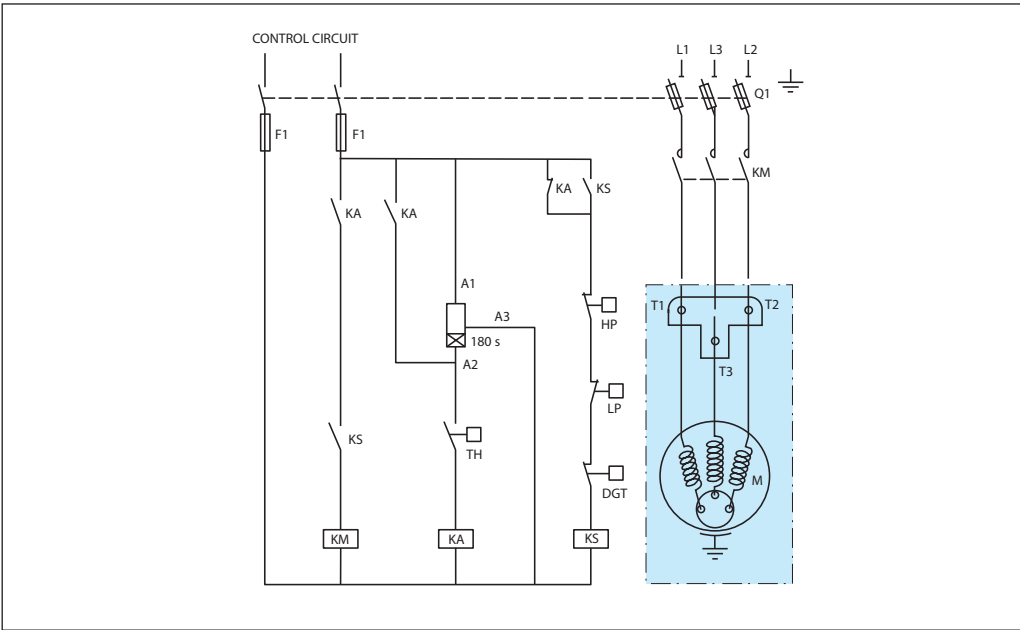 CONTROL CIRCUIT
L1 L3 L2
Q1
F1 F1
KM
KA KS
KA KA
A1
A3
HP
T1 T2
180 s
A2
T3
LP
KS
TH
M
DGT
KM KA KS